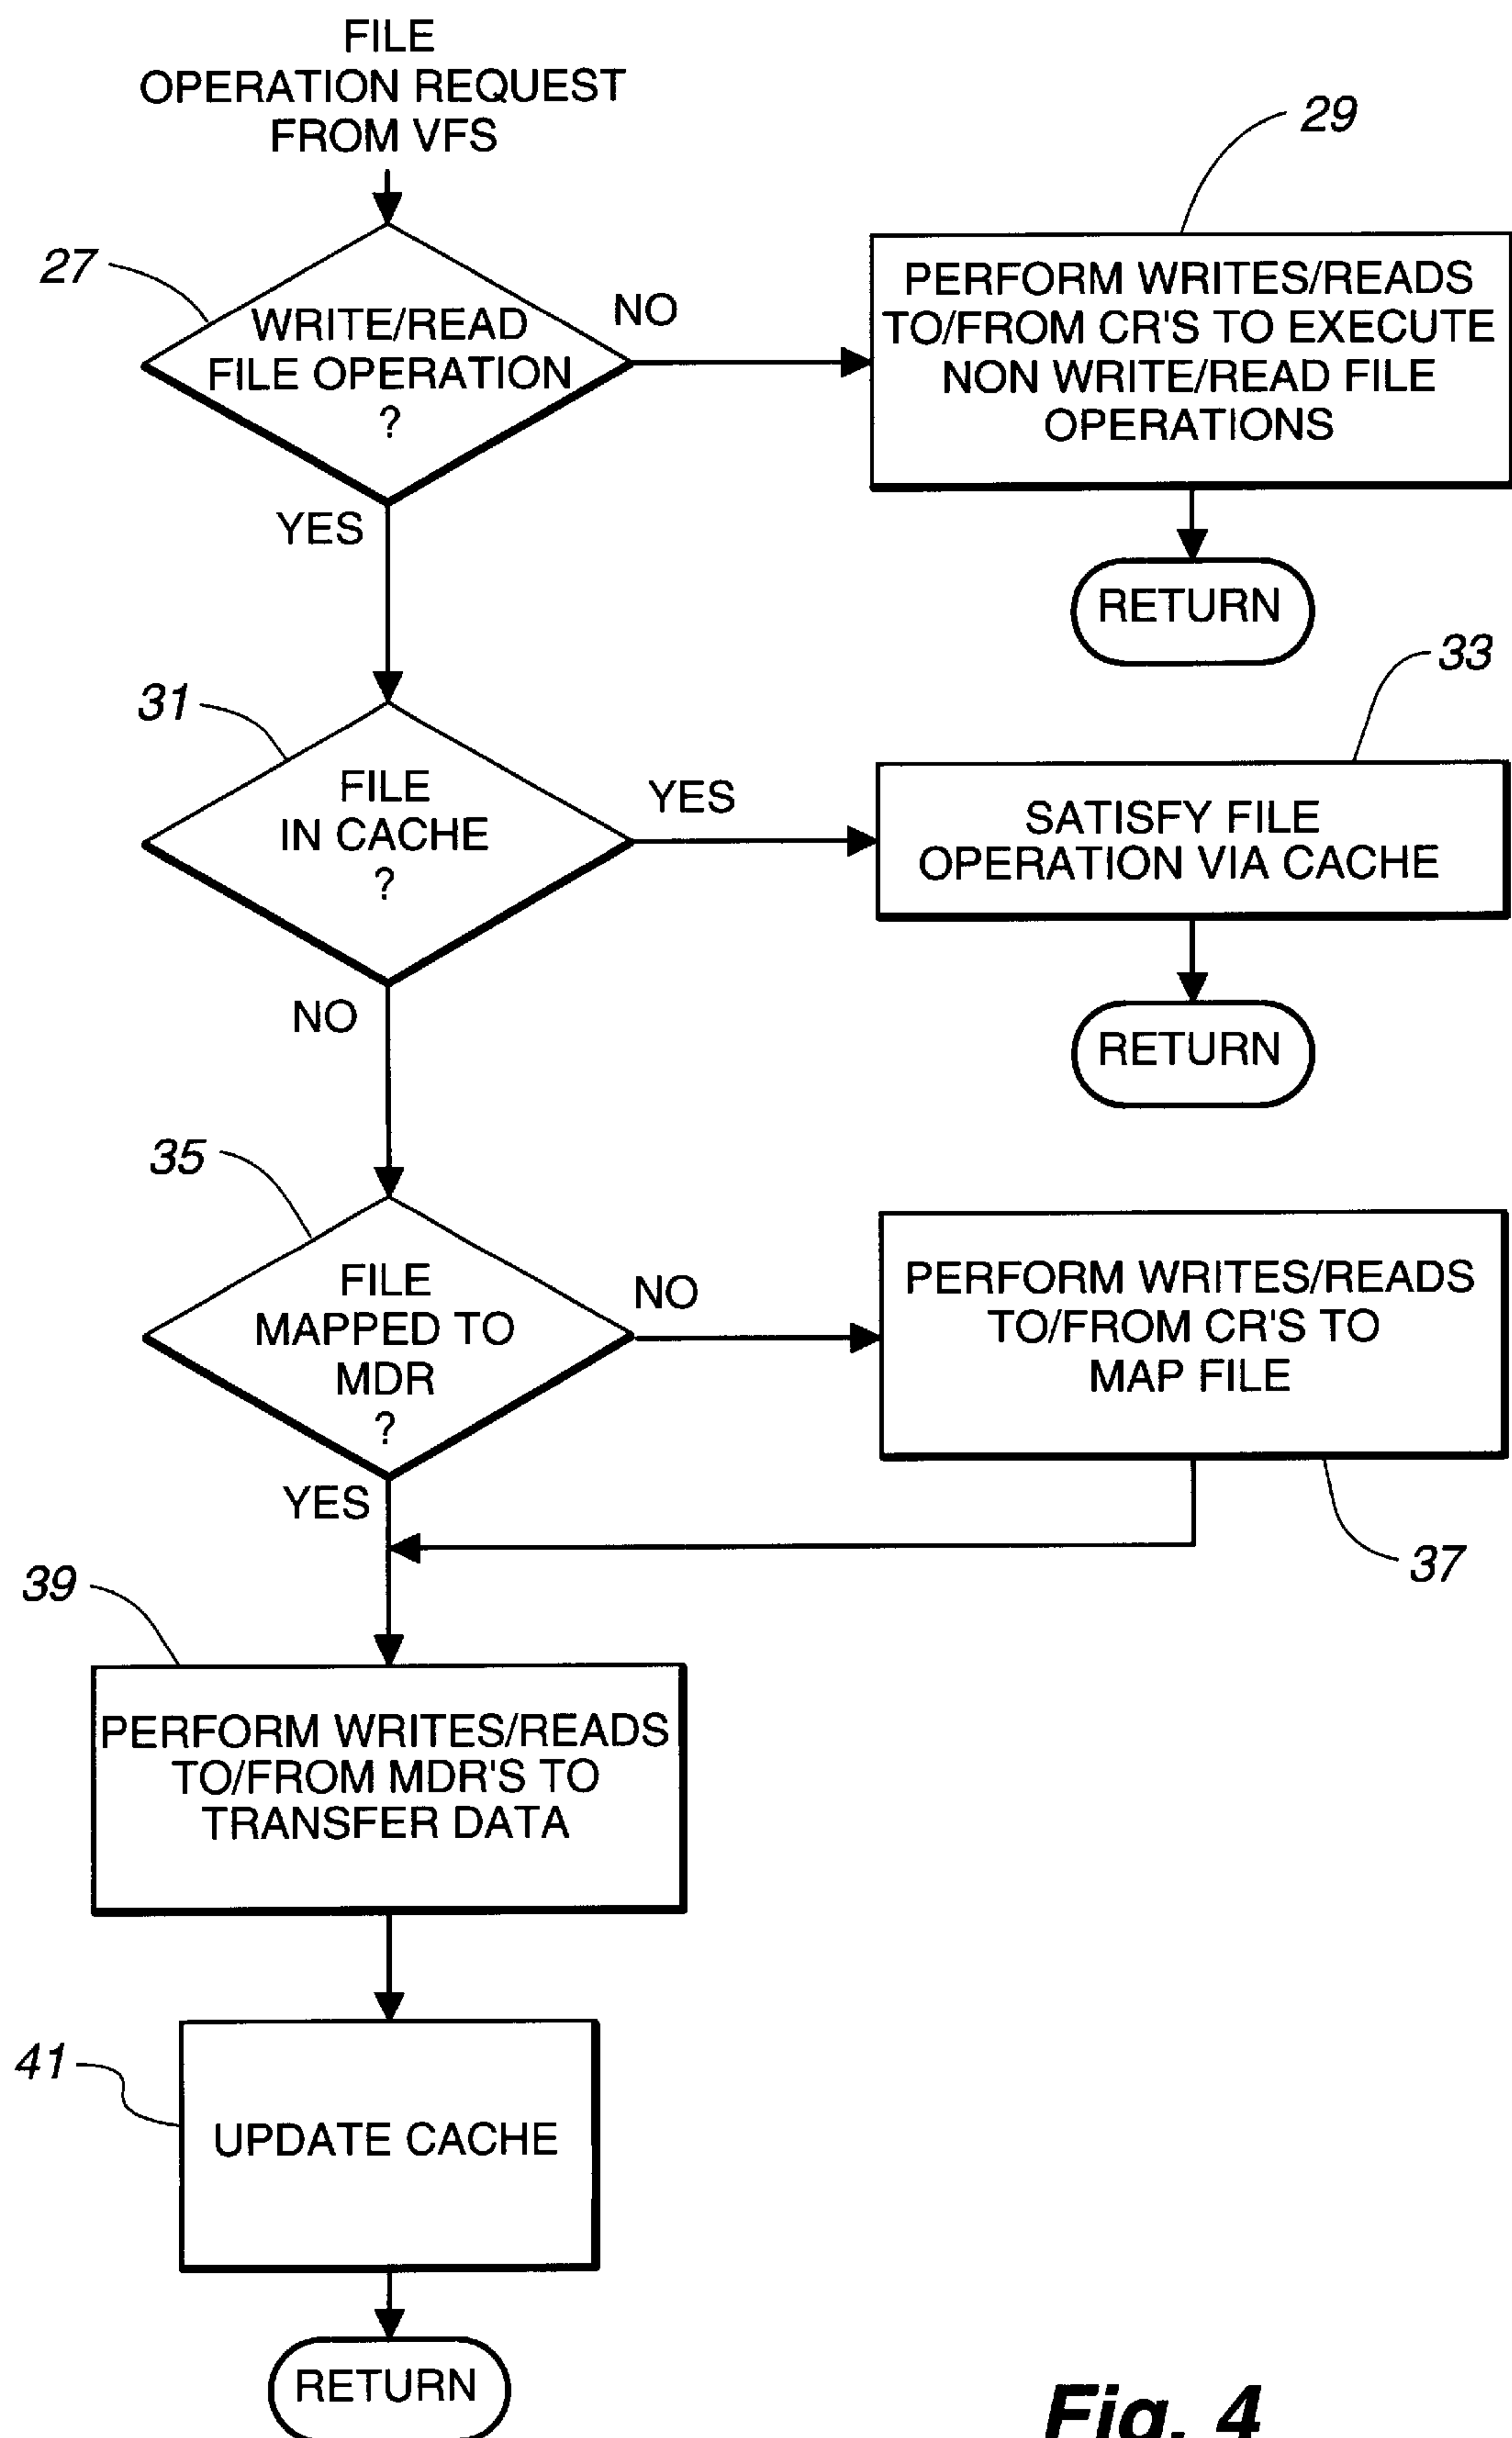 FILE
OPERATION REQUEST
FROM VFS
27
WRITE/READ
FILE OPERATION
?
NO
YES
29
PERFORM WRITES/READS
TO/FROM CR'S TO EXECUTE
NON WRITE/READ FILE
OPERATIONS
RETURN
31
FILE
IN CACHE
?
YES
NO
33
SATISFY FILE
OPERATION VIA CACHE
RETURN
35
FILE
MAPPED TO
MDR
?
NO
YES
PERFORM WRITES/READS
TO/FROM CR'S TO
MAP FILE
37
39
PERFORM WRITES/READS
TO/FROM MDR'S TO
TRANSFER DATA
41
UPDATE CACHE
RETURN
Fig. 4